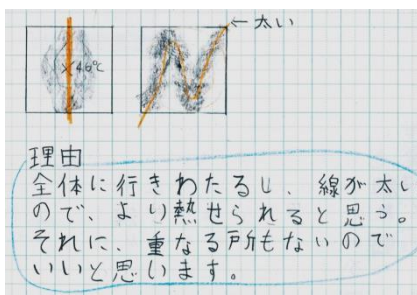 ←太い
46℃
理由
全体に行きわたるし、線が太い
のでより熱せられると思う。
それに、重なる所もないので
いいと思います。